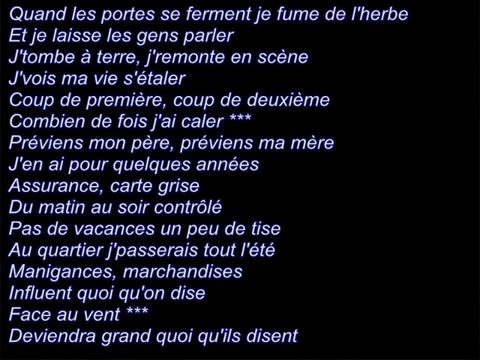 Quand les portes se ferment je fume de l'herbe
Et je laisse les gens parler
J'tombe à terre, j'remonte en scène
J'vois ma vie s'étaler
Coup de première, coup de deuxième
Combien de fois j'ai caler ***
Préviens mon père, préviens ma mère
J'en ai pour quelques années
Assurance, carte grise
Du matin au soir contrôlé
Pas de vacances un peu de tise
Au quartier j'passerais tout l'été
Manigances, marchandises
Influent quoi qu'on dise
Face au vent ***
Deviendra grand quoi qu'ils disent